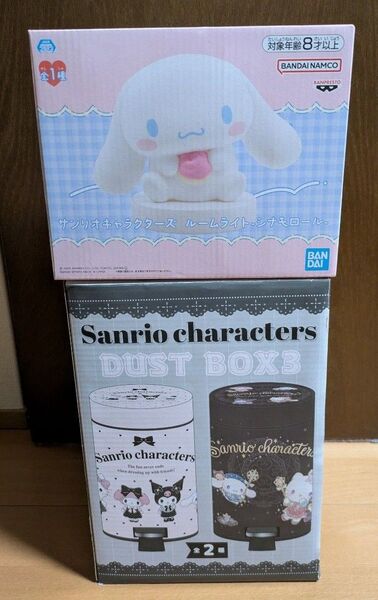 全1種
対象年齢8才以上
BANDAI NAMCO
BANPRESTO
サンリオキャラクターズ ルームライト-シナモロール-
BAN
DAI
Sanrio characters
DUST BOX3
Sanrio characters
The fun never ends
when dressing up with friends!
Sanrio characters
全2種